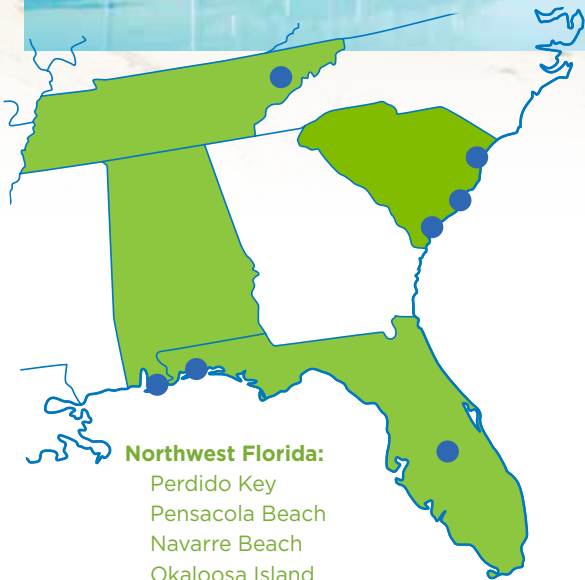 Northwest Florida:
Perdido Key
Pensacola Beach
Navarre Beach
Okaloosa Island